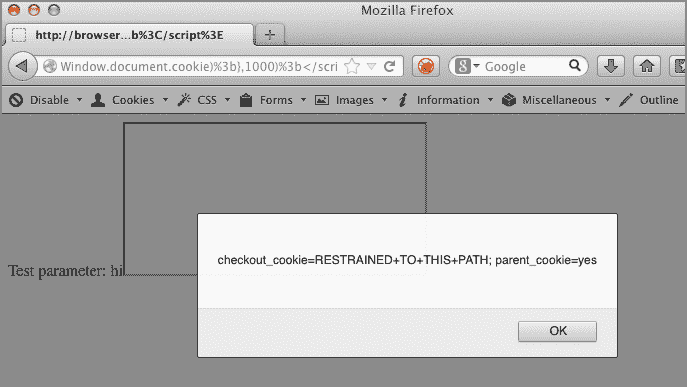 Mozilla Firefox
http://browser...b%3C/script%3E
Window.document.cookie)%3b},1000)%3b</scri
Google
Disable Cookies CSS Forms Images Information Miscellaneous Outline
Test parameter: hi
checkout_cookie=RESTRAINED+TO+THIS+PATH; parent_cookie=yes
OK